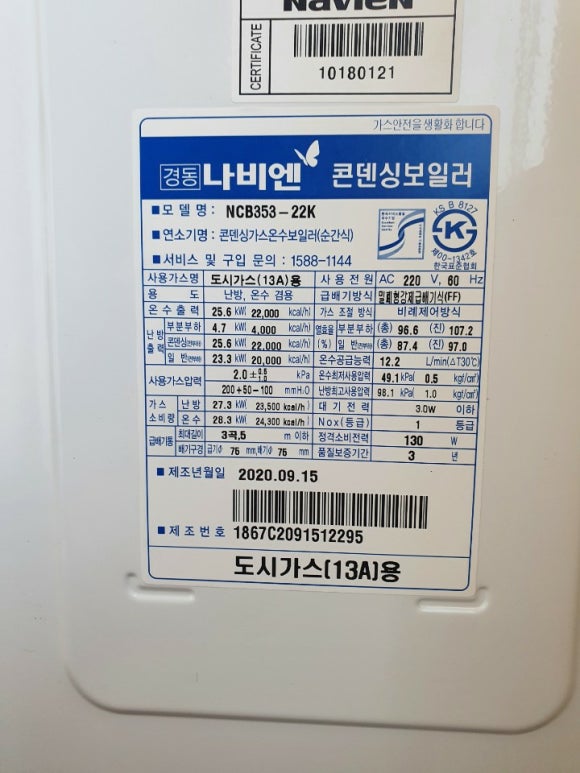 NAVIEN
CERTIFICATE
10180121
가스안전을 생활화 합니다
경동 나비엔 콘덴싱보일러
■ 모 델 명 : NCB353-22K
■ 연소기명 : 콘덴싱가스온수보일러(순간식)
■ 서비스 및 구입 문의 : 1588-1144
KS B 8127
제00-1342호
한국표준협회
사용가스명 도시가스(13A)용 사 용 전 원 AC 220 V, 60 Hz
용 도 난방, 온수 겸용 급배기방식 밀폐형강제급배기식(FF)
온 수 출 력 25.6 kW( 22,000 kcal/h) 가스 조절 방식 비례제어방식
난방출력 부분부하 4.7 kW( 4,000 kcal/h) 열효율(%) 부분부하 (총) 96.6 (진) 107.2
콘덴싱 25.6 kW( 22,000 kcal/h) 일 반 (총) 87.4 (진) 97.0
일 반 23.3 kW( 20,000 kcal/h) 온수공급능력 12.2 L/min(△T30℃)
사용가스압력 2.0 ± 0.5 1.0 kPa 온수최저사용압력 49.1 kPa( 0.5 kgf/cm²)
200+50-100 mmH₂O 난방최고사용압력 98.1 kPa( 1.0 kgf/cm²)
가 스 소비량 난 방 27.3 kW( 23,500 kcal/h) 대 기 전 력 3.0W 이하
온 수 28.3 kW( 24,300 kcal/h) Nox(등급) 1 등급
급배기통 최대길이 3곡,5 m 이하 정격소비전력 130 W
배기구경 급기∅ 75 mm,배기∅ 75 mm 품질보증기간 3 년
■ 제조년월일 2020.09.15
■ 제 조 번 호 1867C2091512295
도시가스(13A)용